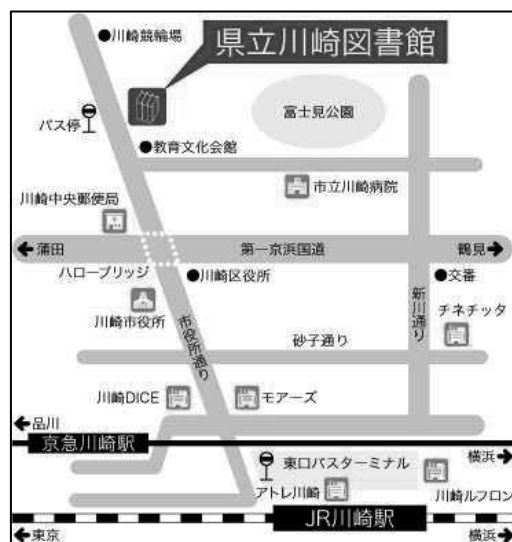 県立川崎図書館
●川崎競輪場
富士見公園
バス停
●教育文化会館
市立川崎病院
川崎中央郵便局
←蒲田
第一京浜国道
鶴見→
ハローブリッジ
●川崎区役所
●交番
川崎市役所
市役所通り
新川通り
チネチッタ
砂子通り
川崎DICE
モアーズ
←品川
京急川崎駅
横浜→
東口バスターミナル
アトレ川崎
川崎ルフロン
JR川崎駅
←東京
横浜→